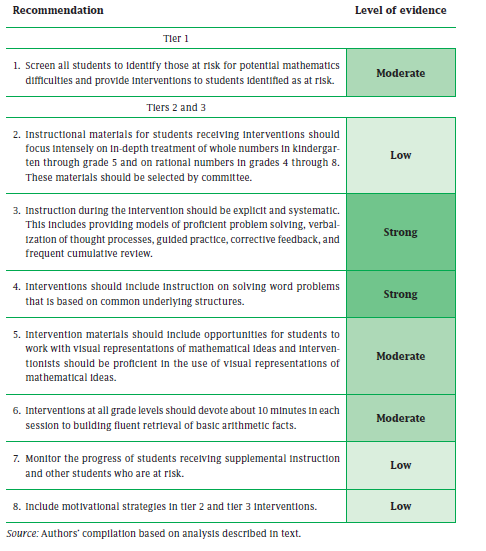 Recommendation Level of evidence
Tier 1
1. Screen all students to identify those at risk for potential mathematics
difficulties and provide interventions to students identified as at risk.
Moderate
Tiers 2 and 3
2. Instructional materials for students receiving interventions should
focus intensely on in-depth treatment of whole numbers in kindergar-
ten through grade 5 and on rational numbers in grades 4 through 8.
These materials should be selected by committee.
Low
3. Instruction during the intervention should be explicit and systematic.
This includes providing models of proficient problem solving, verbal-
ization of thought processes, guided practice, corrective feedback, and
frequent cumulative review.
Strong
4. Interventions should include instruction on solving word problems
that is based on common underlying structures.
Strong
5. Intervention materials should include opportunities for students to
work with visual representations of mathematical ideas and interven-
tionists should be proficient in the use of visual representations of
mathematical ideas.
Moderate
6. Interventions at all grade levels should devote about 10 minutes in each
session to building fluent retrieval of basic arithmetic facts.
Moderate
7. Monitor the progress of students receiving supplemental instruction
and other students who are at risk.
Low
8. Include motivational strategies in tier 2 and tier 3 interventions.
Low
Source: Authors' compilation based on analysis described in text.